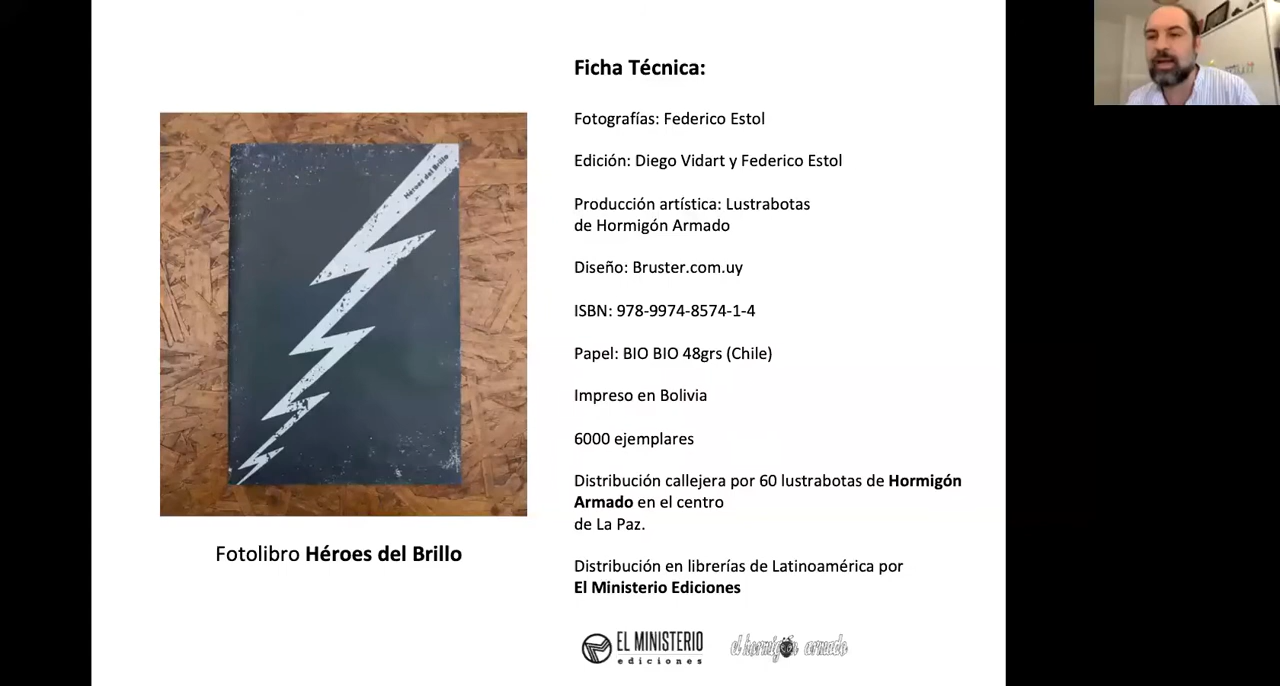 Héroes del Brillo
Fotolibro Héroes del Brillo
Ficha Técnica:
Fotografías: Federico Estol
Edición: Diego Vidart y Federico Estol
Producción artística: Lustrabotas
de Hormigón Armado
Diseño: Bruster.com.uy
ISBN: 978-9974-8574-1-4
Papel: BIO BIO 48grs (Chile)
Impreso en Bolivia
6000 ejemplares
Distribución callejera por 60 lustrabotas de Hormigón
Armado en el centro
de La Paz.
Distribución en librerías de Latinoamérica por
El Ministerio Ediciones
EL MINISTERIO
ediciones
el hormigón armado